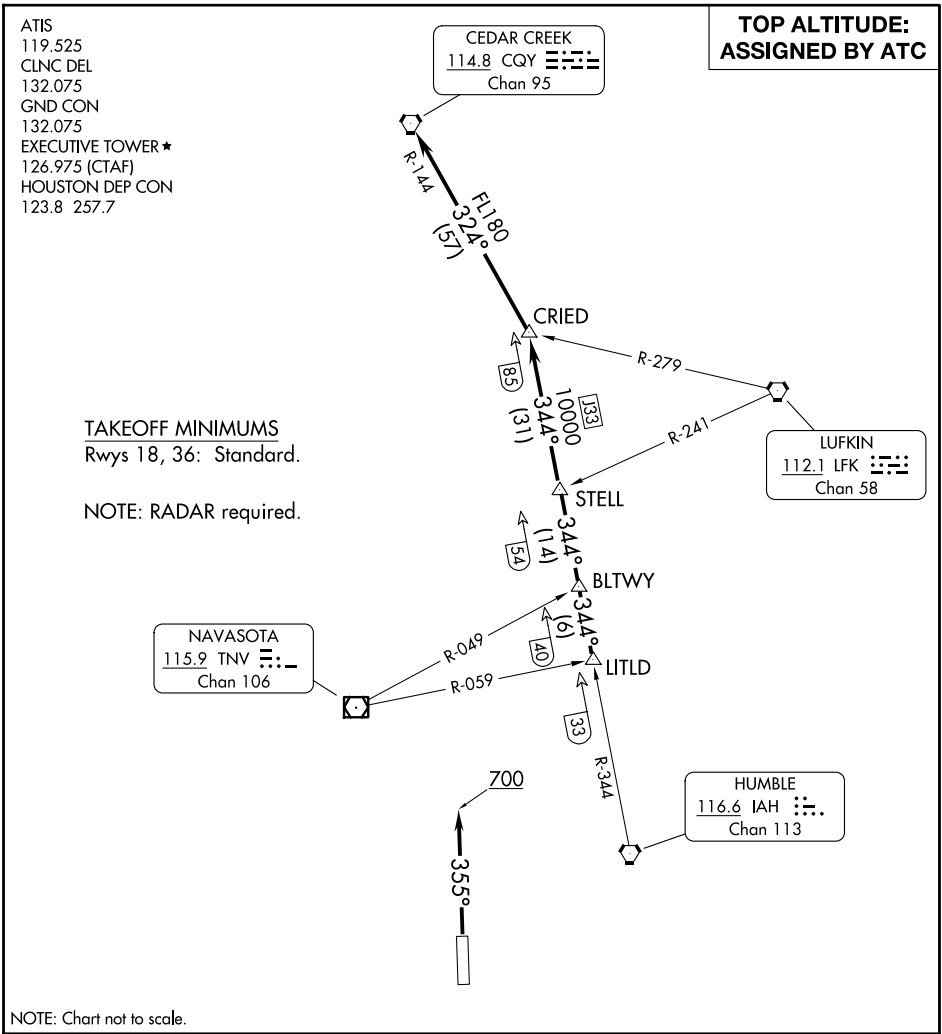 ATIS
119.525
CLNC DEL
132.075
GND CON
132.075
EXECUTIVE TOWER ★
126.975 (CTAF)
HOUSTON DEP CON
123.8 257.7
TOP ALTITUDE:
ASSIGNED BY ATC
CEDAR CREEK
114.8 CQY
Chan 95
R-144
FL180
324°
(57)
CRIED
R-279
85
J33
10000
344°
(31)
R-241
LUFKIN
112.1 LFK
Chan 58
TAKEOFF MINIMUMS
Rwys 18, 36: Standard.
NOTE: RADAR required.
STELL
54
344°
(14)
BLTWY
NAVASOTA
115.9 TNV
Chan 106
R-049
40
344°
(6)
LITLD
R-059
33
R-344
HUMBLE
116.6 IAH
Chan 113
700
355°
NOTE: Chart not to scale.